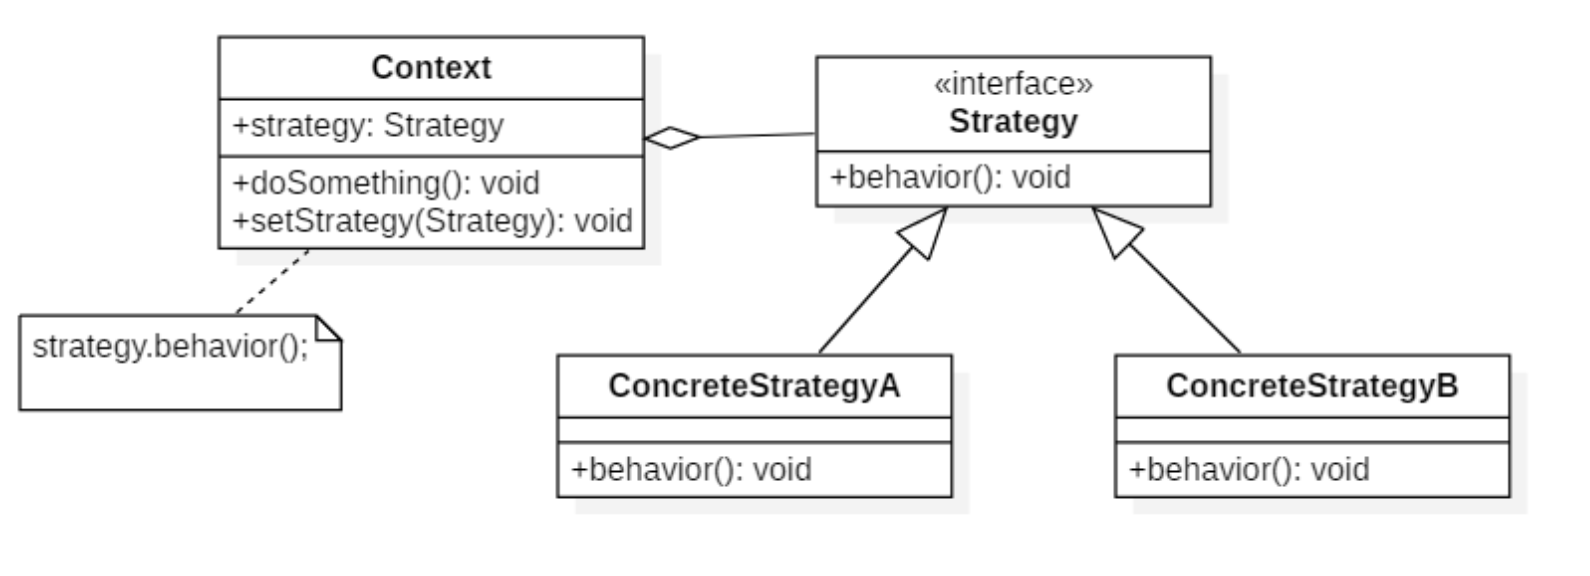 Context
+strategy: Strategy
+doSomething(): void
+setStrategy(Strategy): void
strategy.behavior();
«interface»
Strategy
+behavior(): void
ConcreteStrategyA
+behavior(): void
ConcreteStrategyB
+behavior(): void